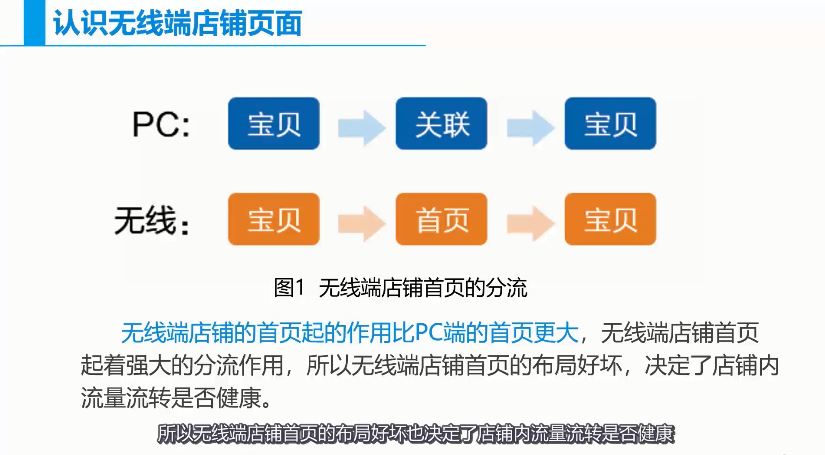 认识无线端店铺页面
PC: 宝贝 关联 宝贝
无线: 宝贝 首页 宝贝
图1 无线端店铺首页的分流
无线端店铺的首页起的作用比PC端的首页更大，无线端店铺首页
起着强大的分流作用，所以无线端店铺首页的布局好坏，决定了店铺内
流量流转是否健康。
所以无线端店铺首页的布局好坏也决定了店铺内流量流转是否健康